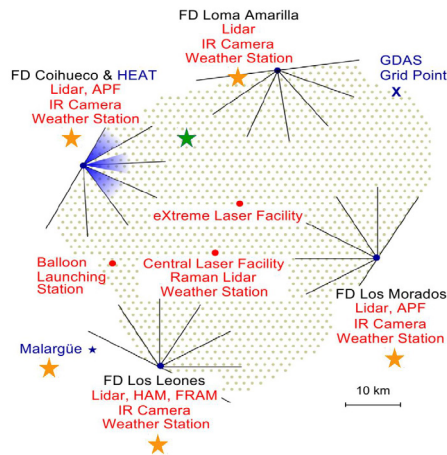 FD Loma Amarilla
Lidar
IR Camera
Weather Station
GDAS
Grid Point
X
FD Coihueco & HEAT
Lidar, APF
IR Camera
Weather Station
eXtreme Laser Facility
Balloon
Launching
Station
Central Laser Facility
Raman Lidar
Weather Station
FD Los Morados
Lidar, APF
IR Camera
Weather Station
Malargüe
FD Los Leones
Lidar, HAM, FRAM
IR Camera
Weather Station
10 km